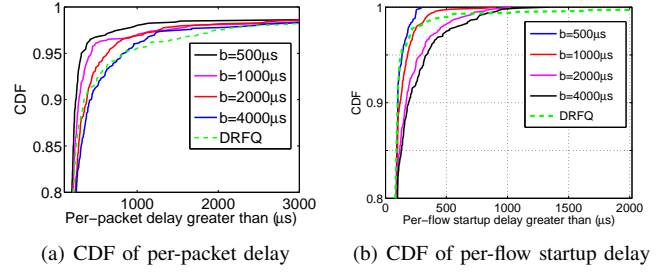 1
0.95
0.9
0.85
0.8
CDF
b=500μs
b=1000μs
b=2000μs
b=4000μs
DRFQ
1000
2000
3000
Per-packet delay greater than (μs)
(a) CDF of per-packet delay
1
0.9
0.8
CDF
b=500μs
b=1000μs
b=2000μs
b=4000μs
DRFQ
0
500
1000
1500
2000
Per-flow startup delay greater than (μs)
(b) CDF of per-flow startup delay